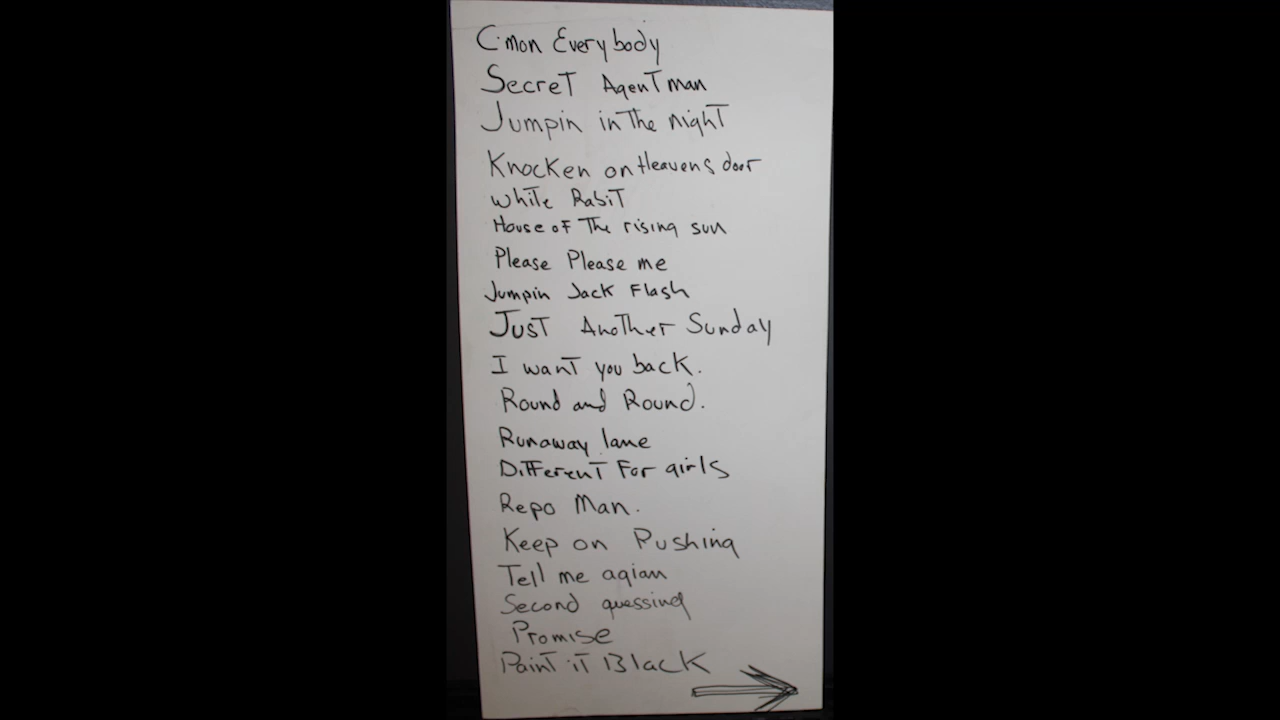 C'mon Everybody
Secret Agent man
Jumpin in the night
Knocken on Heavens door
White Rabit
House of The rising sun
Please Please me
Jumpin Jack Flash
Just Another Sunday
I want you back.
Round and Round.
Runaway lane
Different For girls
Repo Man.
Keep on Pushing
Tell me agian
Second guessing
Promise
Paint it Black